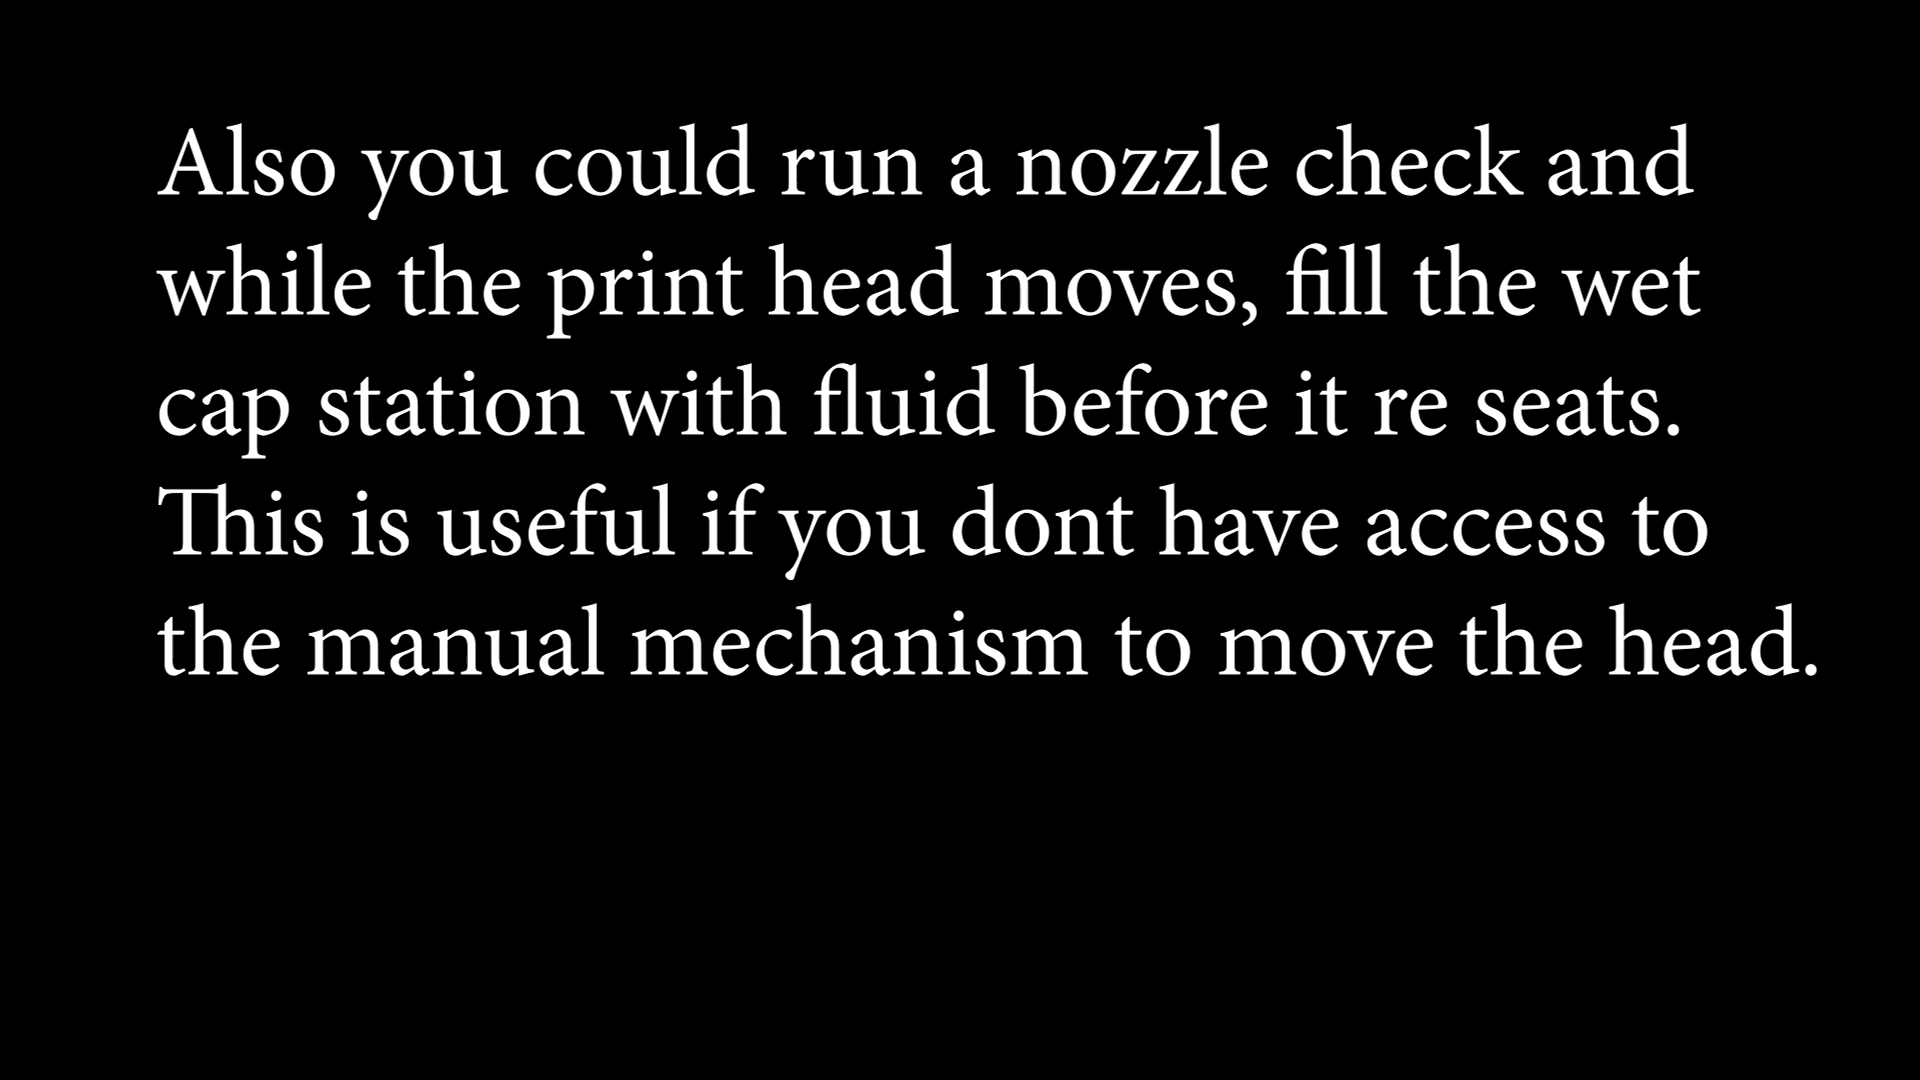 Also you could run a nozzle check and
while the print head moves, fill the wet
cap station with fluid before it re seats.
This is useful if you dont have access to
the manual mechanism to move the head.